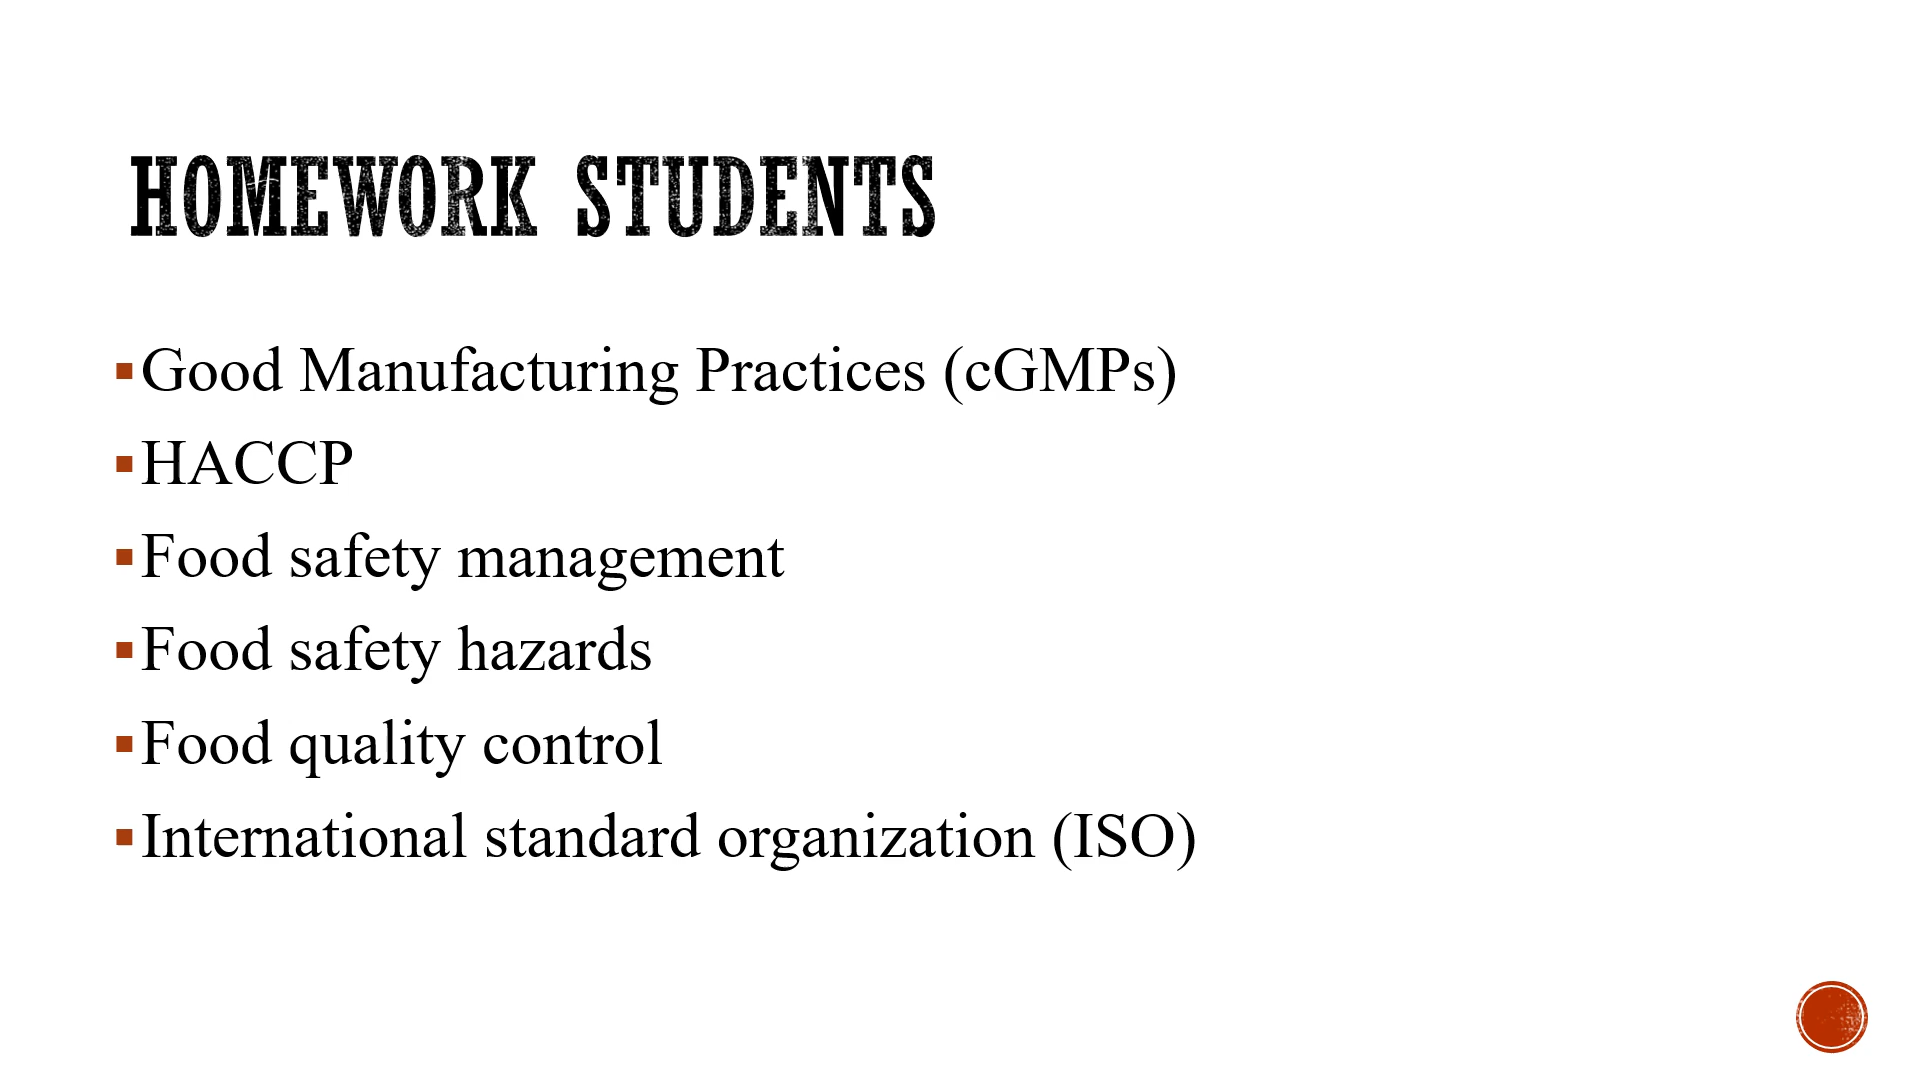 HOMEWORK STUDENTS
▪Good Manufacturing Practices (cGMPs)
▪HACCP
▪Food safety management
▪Food safety hazards
▪Food quality control
▪International standard organization (ISO)